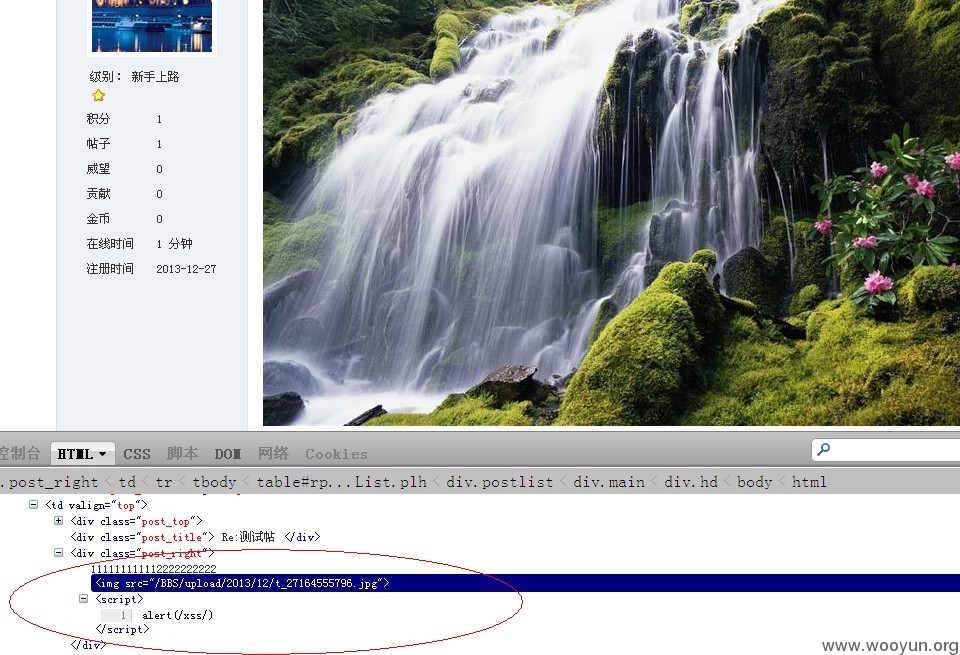 级别： 新手上路
积分 1
帖子 1
威望 0
贡献 0
金币 0
在线时间 1 分钟
注册时间 2013-12-27
控制台 HTML CSS 脚本 DOM 网络 Cookies
.post_right < td < tr < tbody < table#rp...List.plh < div.postlist < div.main < div.hd < body < html
<td valign="top">
<div class="post_top">
<div class="post_title"> Re:测试帖 </div>
<div class="post_right">
<img src="/BBS/upload/2013/12/t_27164555796.jpg">
<script>
1 alert(/xss/)
</script>
</div>
www.wooyun.org